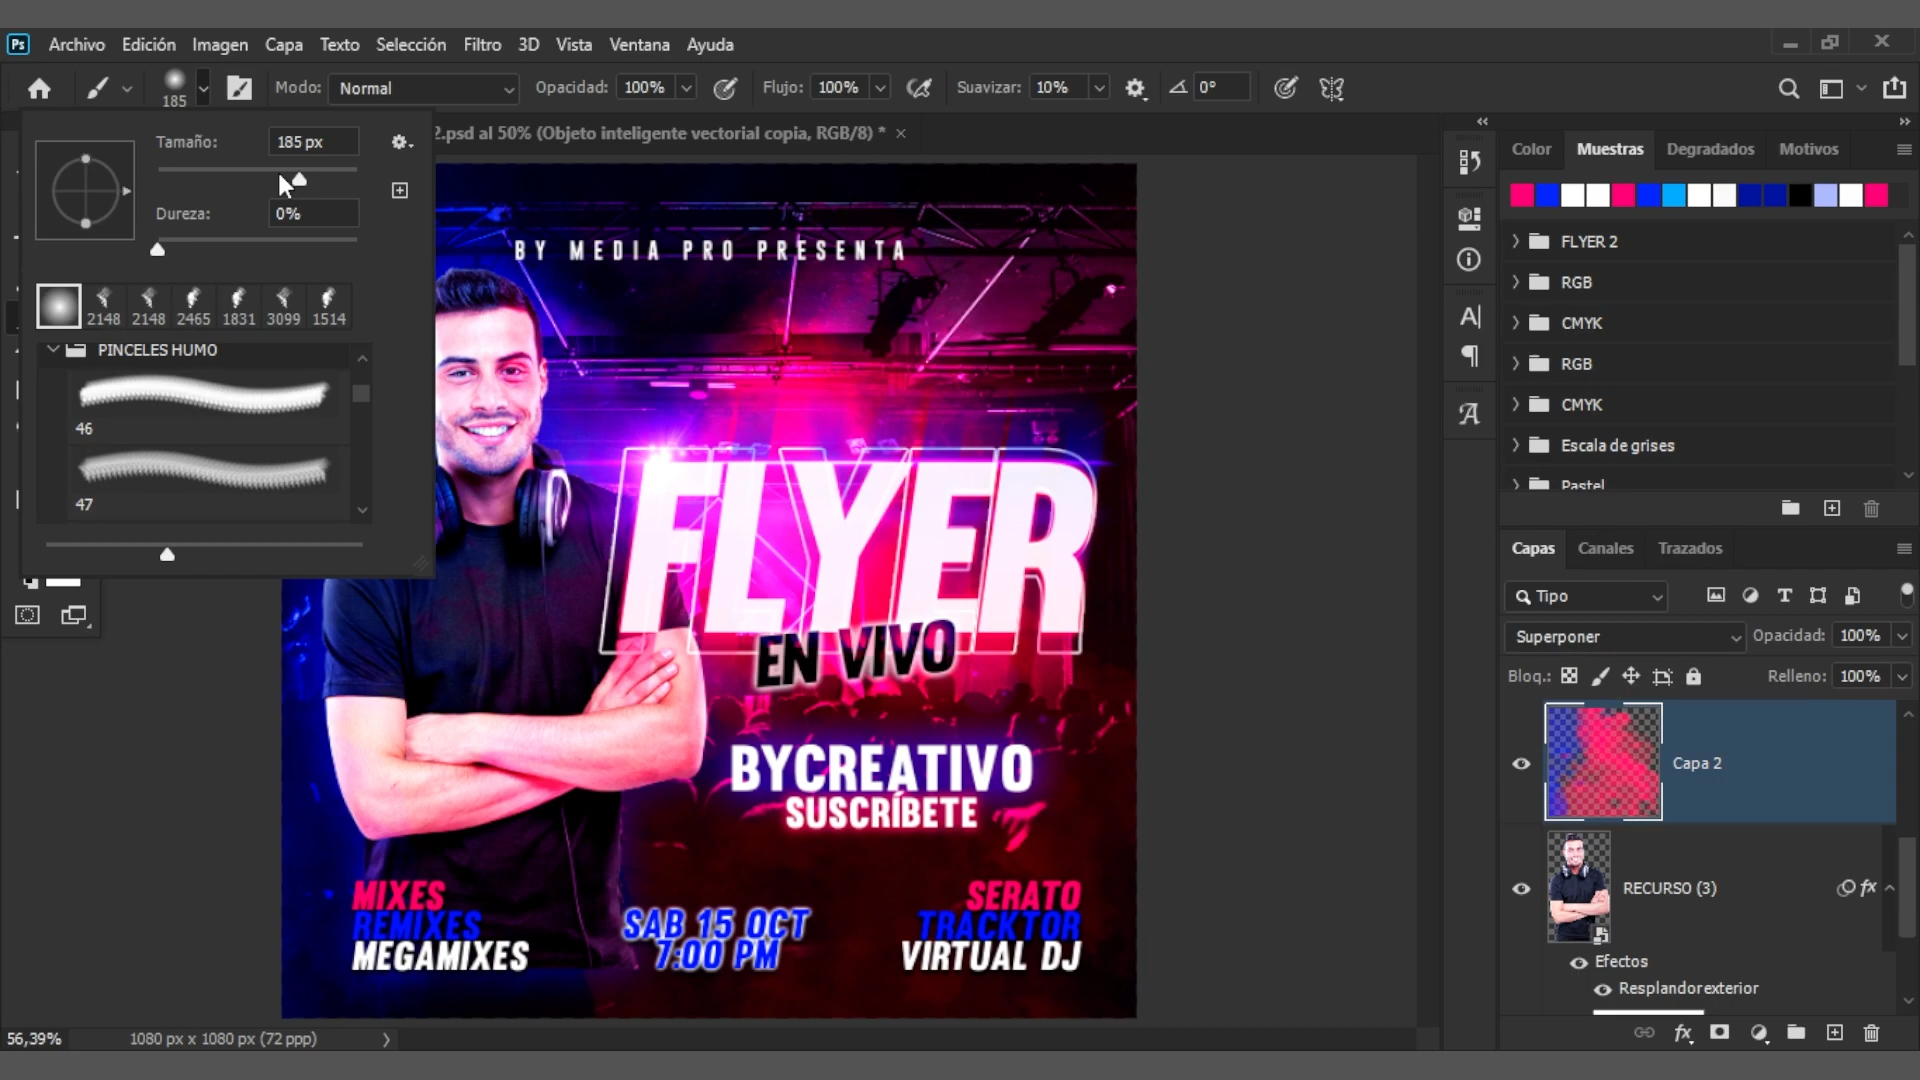 Ps Archivo Edición Imagen Capa Texto Selección Filtro 3D Vista Ventana Ayuda
185 Modo: Normal Opacidad: 100% Flujo: 100% Suavizar: 10% 0°
2.psd al 50% (Objeto inteligente vectorial copia, RGB/8) *
Tamaño: 185 px
Dureza: 0%
2148 2148 2465 1831 3099 1514
PINCELES HUMO
46
47
BY MEDIA PRO PRESENTA
FLYER
EN VIVO
BYCREATIVO
SUSCRÍBETE
MIXES
REMIXES
MEGAMIXES
SAB 15 OCT
7:00 PM
SERATO
TRACKTOR
VIRTUAL DJ
56,39% 1080 px x 1080 px (72 ppp)
Color Muestras Degradados Motivos
FLYER 2
RGB
CMYK
RGB
CMYK
Escala de grises
Pastel
Capas Canales Trazados
Tipo
Superponer Opacidad: 100%
Bloq.: Relleno: 100%
Capa 2
RECURSO (3) fx
Efectos
Resplandor exterior
fx